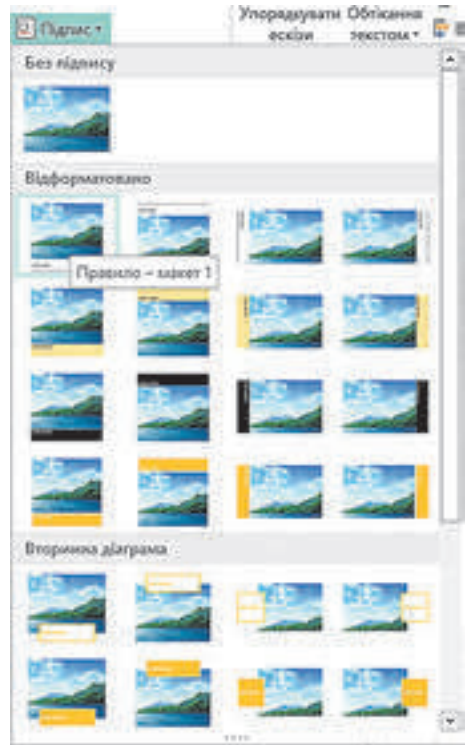 Підпис
Упорядкувати Обтікання
ескізи текстом
Без підпису
Відформатовано
Правило – макет 1
Вторинна діаграма